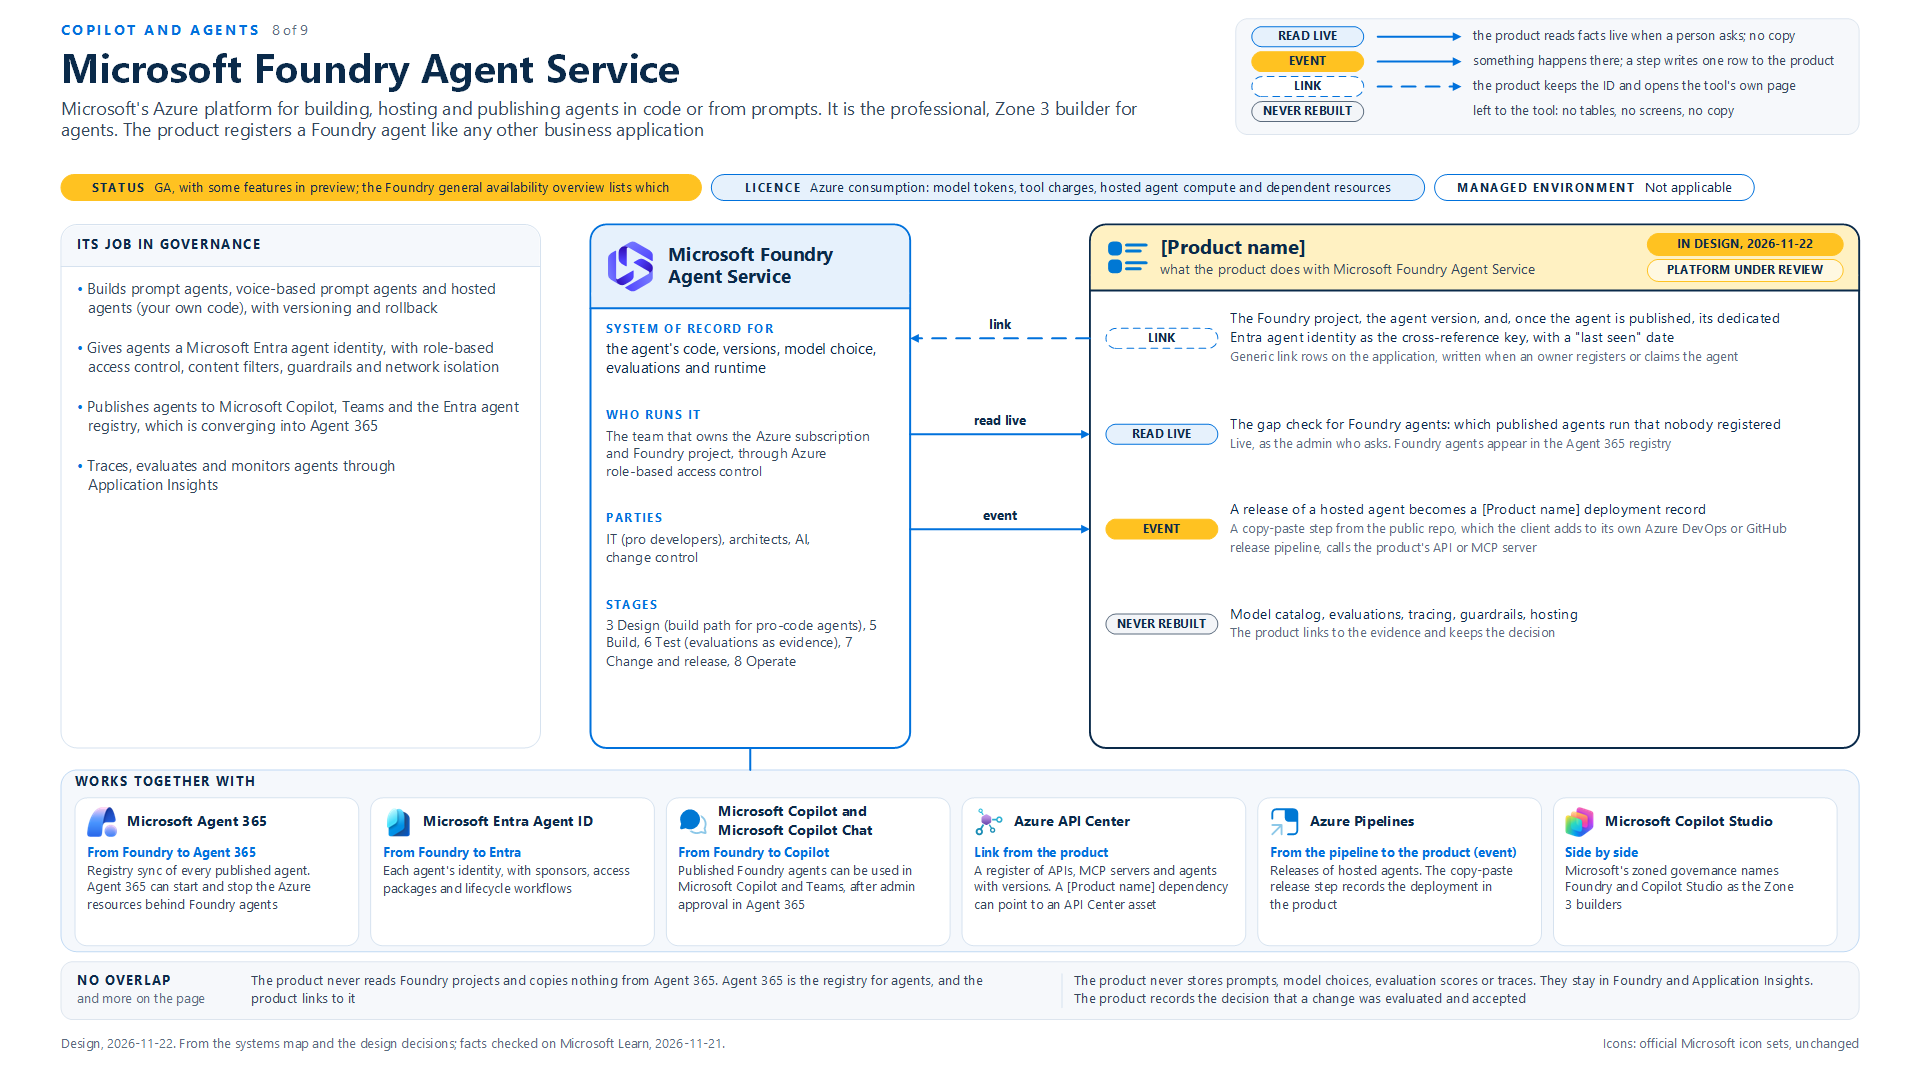 COPILOT AND AGENTS 8 of 9
Microsoft Foundry Agent Service
Microsoft's Azure platform for building, hosting and publishing agents in code or from prompts. It is the professional, Zone 3 builder for
agents. The product registers a Foundry agent like any other business application
READ LIVE the product reads facts live when a person asks; no copy
EVENT something happens there; a step writes one row to the product
LINK the product keeps the ID and opens the tool's own page
NEVER REBUILT left to the tool: no tables, no screens, no copy
STATUS GA, with some features in preview; the Foundry general availability overview lists which
LICENCE Azure consumption: model tokens, tool charges, hosted agent compute and dependent resources
MANAGED ENVIRONMENT Not applicable
ITS JOB IN GOVERNANCE
• Builds prompt agents, voice-based prompt agents and hosted
agents (your own code), with versioning and rollback
• Gives agents a Microsoft Entra agent identity, with role-based
access control, content filters, guardrails and network isolation
• Publishes agents to Microsoft Copilot, Teams and the Entra agent
registry, which is converging into Agent 365
• Traces, evaluates and monitors agents through
Application Insights
Microsoft Foundry
Agent Service
SYSTEM OF RECORD FOR
the agent's code, versions, model choice,
evaluations and runtime
WHO RUNS IT
The team that owns the Azure subscription
and Foundry project, through Azure
role-based access control
PARTIES
IT (pro developers), architects, AI,
change control
STAGES
3 Design (build path for pro-code agents), 5
Build, 6 Test (evaluations as evidence), 7
Change and release, 8 Operate
link
read live
event
[Product name]
what the product does with Microsoft Foundry Agent Service
IN DESIGN, 2026-11-22
PLATFORM UNDER REVIEW
LINK
The Foundry project, the agent version, and, once the agent is published, its dedicated
Entra agent identity as the cross-reference key, with a "last seen" date
Generic link rows on the application, written when an owner registers or claims the agent
READ LIVE
The gap check for Foundry agents: which published agents run that nobody registered
Live, as the admin who asks. Foundry agents appear in the Agent 365 registry
EVENT
A release of a hosted agent becomes a [Product name] deployment record
A copy-paste step from the public repo, which the client adds to its own Azure DevOps or GitHub
release pipeline, calls the product's API or MCP server
NEVER REBUILT
Model catalog, evaluations, tracing, guardrails, hosting
The product links to the evidence and keeps the decision
WORKS TOGETHER WITH
Microsoft Agent 365
From Foundry to Agent 365
Registry sync of every published agent.
Agent 365 can start and stop the Azure
resources behind Foundry agents
Microsoft Entra Agent ID
From Foundry to Entra
Each agent's identity, with sponsors, access
packages and lifecycle workflows
Microsoft Copilot and
Microsoft Copilot Chat
From Foundry to Copilot
Published Foundry agents can be used in
Microsoft Copilot and Teams, after admin
approval in Agent 365
Azure API Center
Link from the product
A register of APIs, MCP servers and agents
with versions. A [Product name] dependency
can point to an API Center asset
Azure Pipelines
From the pipeline to the product (event)
Releases of hosted agents. The copy-paste
release step records the deployment in
the product
Microsoft Copilot Studio
Side by side
Microsoft's zoned governance names
Foundry and Copilot Studio as the Zone
3 builders
NO OVERLAP
and more on the page
The product never reads Foundry projects and copies nothing from Agent 365. Agent 365 is the registry for agents, and the
product links to it
The product never stores prompts, model choices, evaluation scores or traces. They stay in Foundry and Application Insights.
The product records the decision that a change was evaluated and accepted
Design, 2026-11-22. From the systems map and the design decisions; facts checked on Microsoft Learn, 2026-11-21.
Icons: official Microsoft icon sets, unchanged